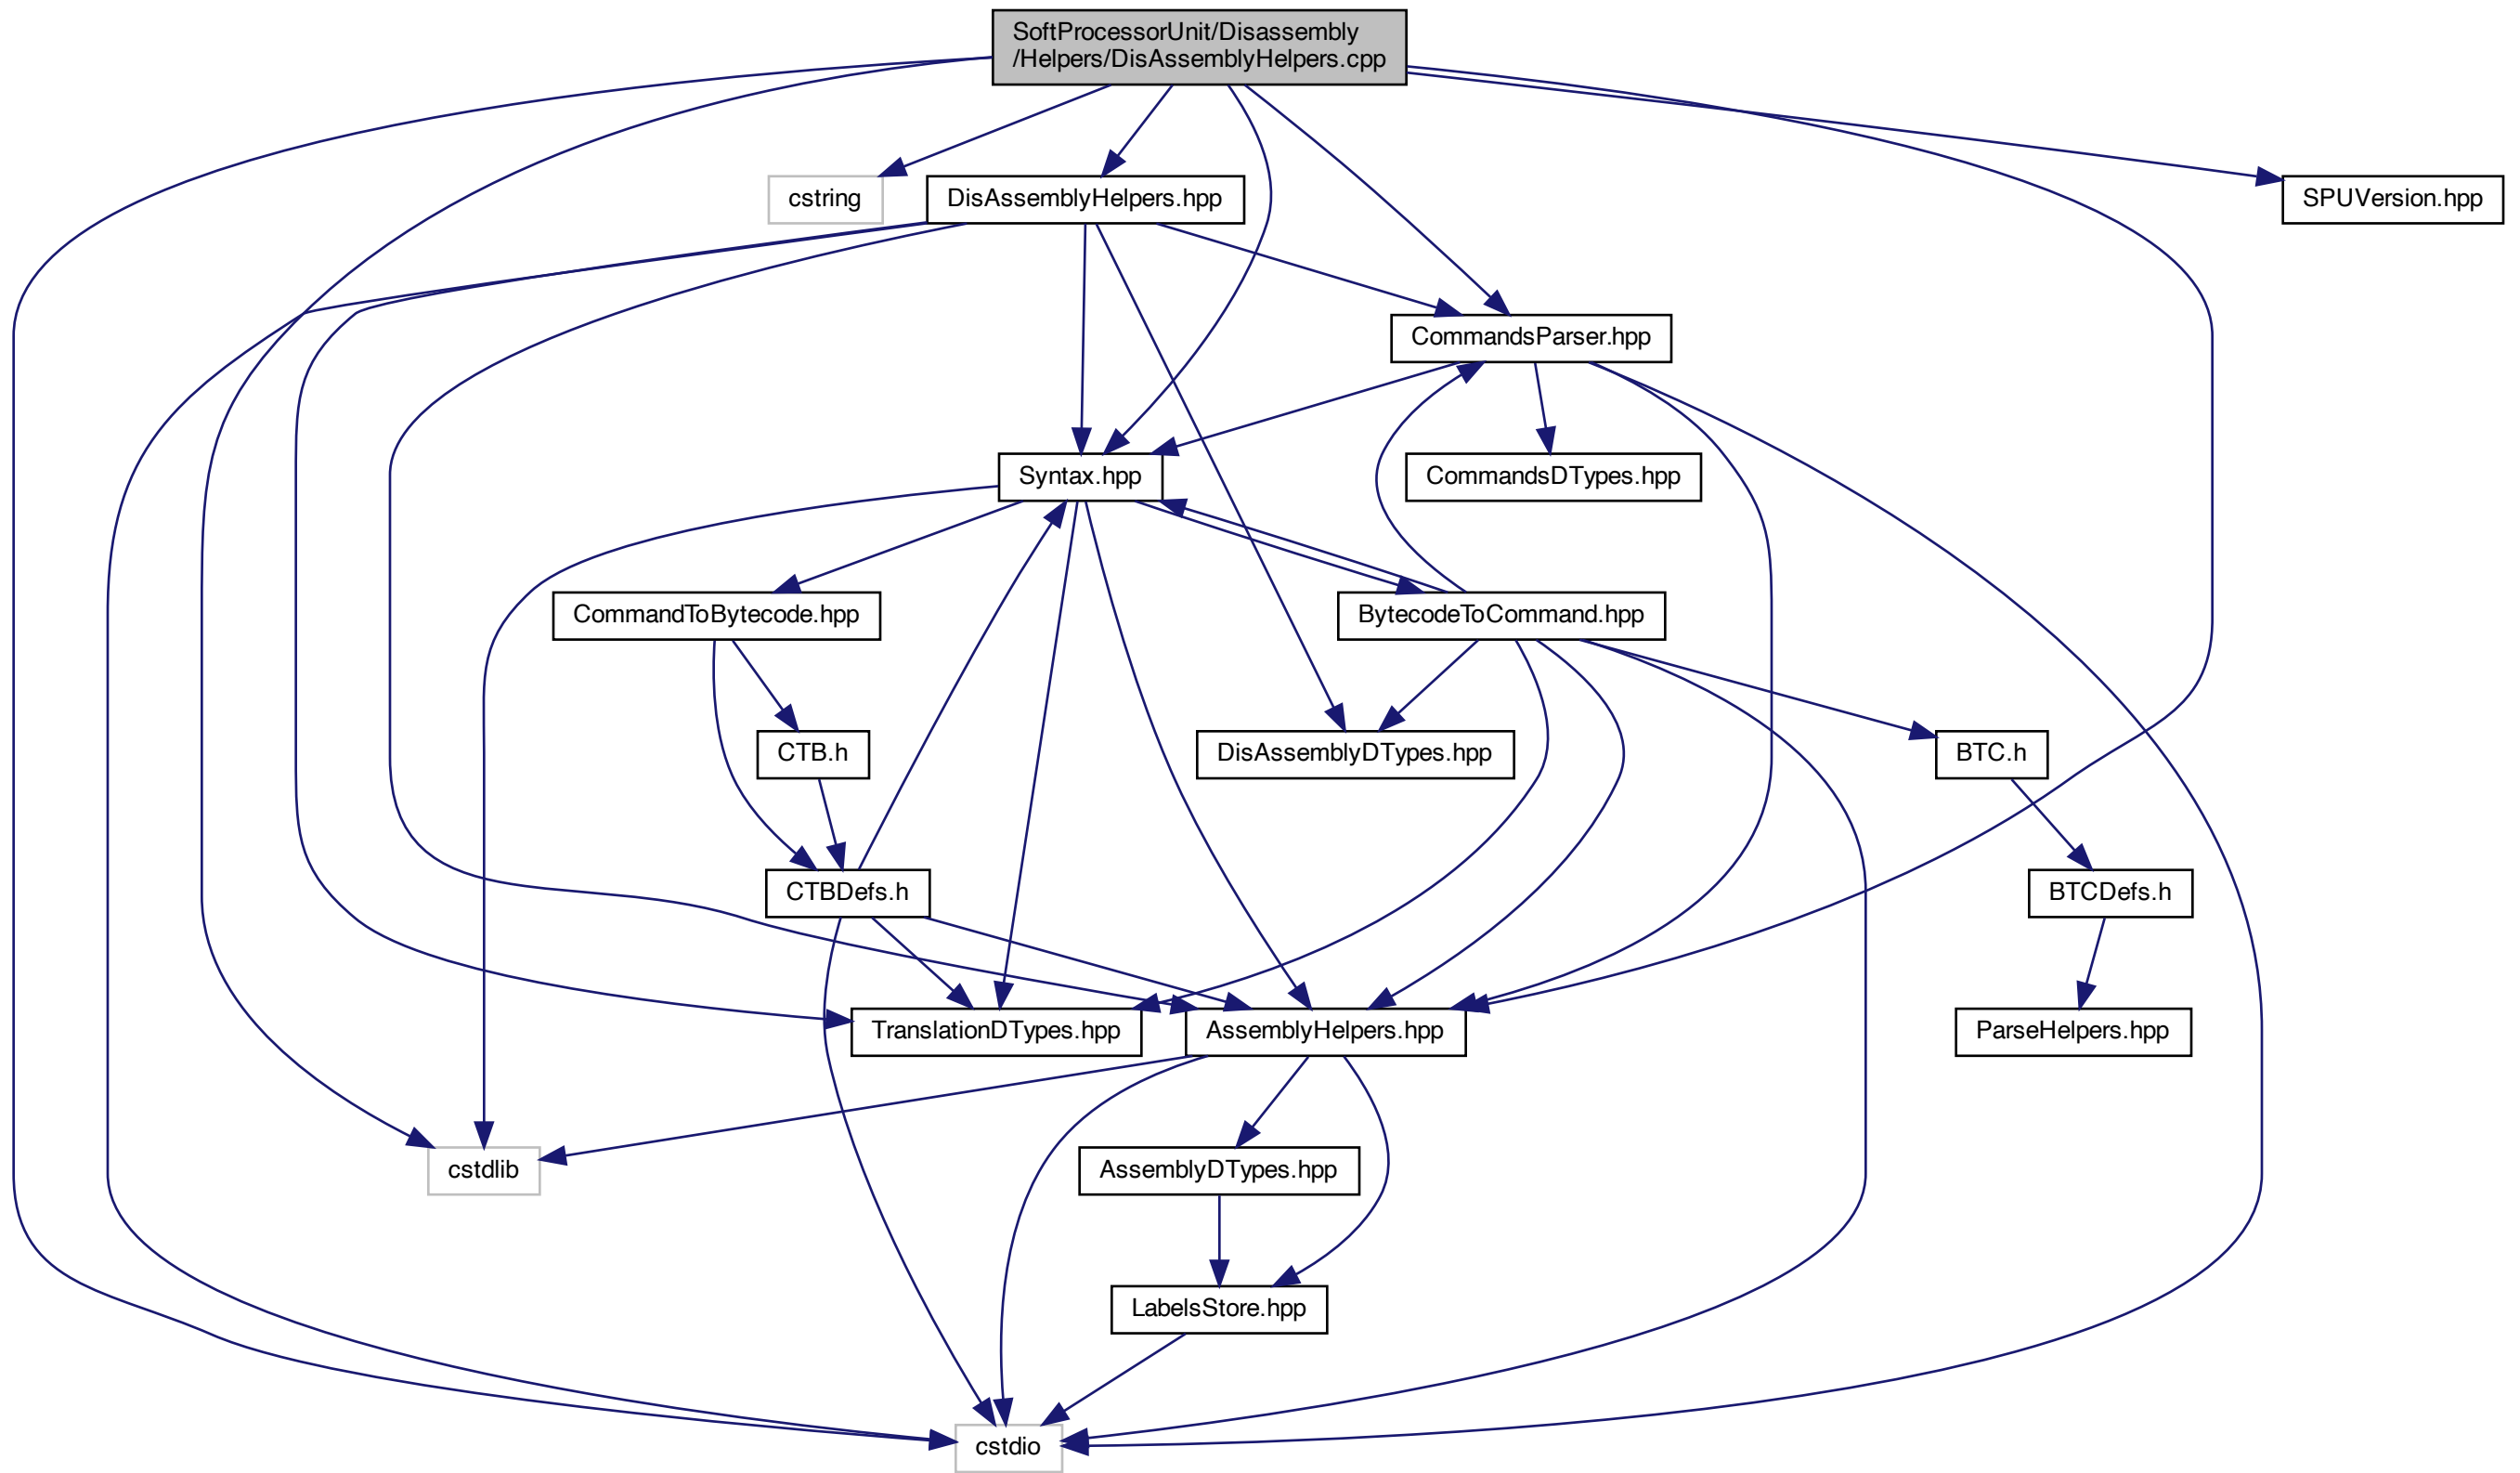 SoftProcessorUnit/Disassembly
/Helpers/DisAssemblyHelpers.cpp
cstring
DisAssemblyHelpers.hpp
SPUVersion.hpp
CommandsParser.hpp
Syntax.hpp
CommandsDTypes.hpp
CommandToBytecode.hpp
BytecodeToCommand.hpp
CTB.h
DisAssemblyDTypes.hpp
BTC.h
CTBDefs.h
BTCDefs.h
TranslationDTypes.hpp
AssemblyHelpers.hpp
ParseHelpers.hpp
cstdlib
AssemblyDTypes.hpp
LabelsStore.hpp
cstdio